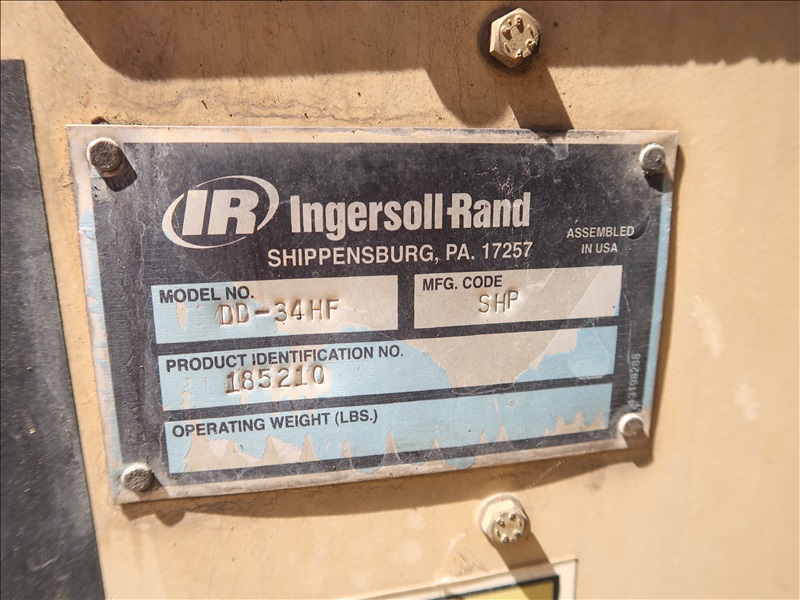 IR Ingersoll-Rand
SHIPPENSBURG, PA. 17257
ASSEMBLED
IN USA
MODEL NO.
DD-34HF
MFG. CODE
SHP
PRODUCT IDENTIFICATION NO.
185210
OPERATING WEIGHT (LBS.)
43198288